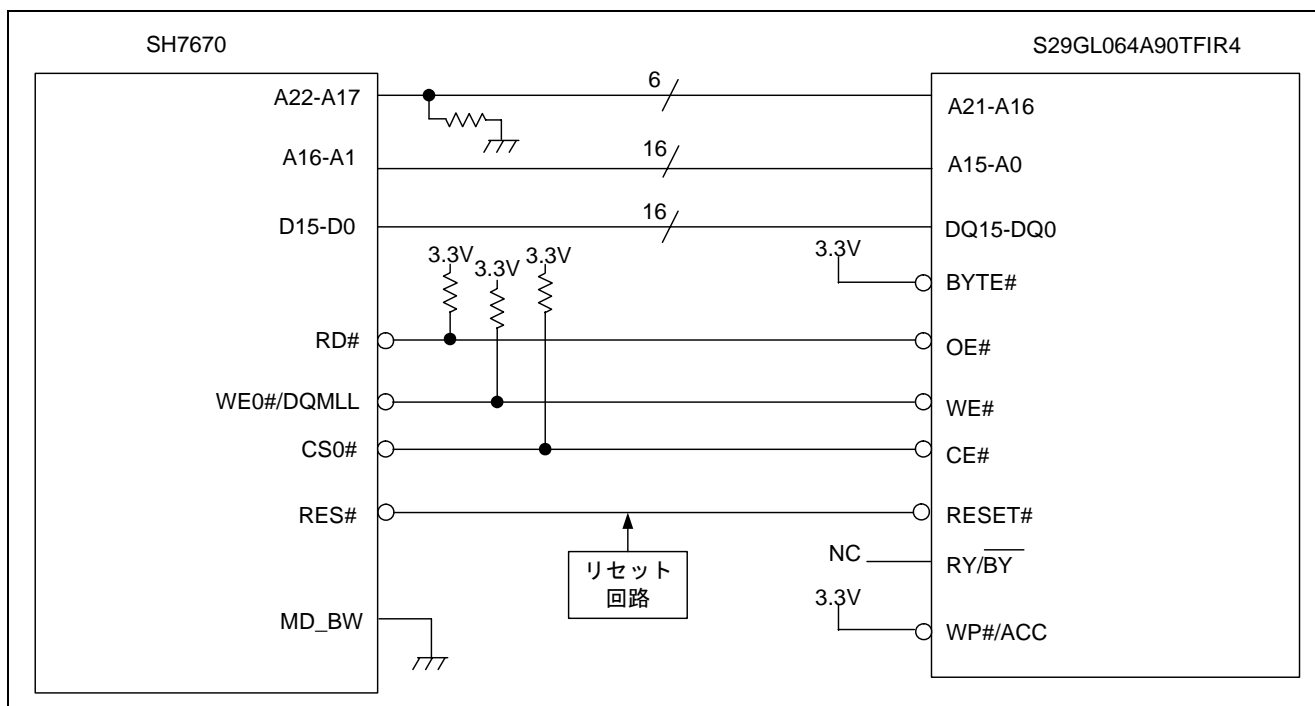 SH7670
S29GL064A90TFIR4
A22-A17
6
A21-A16
A16-A1
16
A15-A0
D15-D0
16
DQ15-DQ0
3.3V
3.3V
3.3V
3.3V
BYTE#
RD#
OE#
WE0#/DQMLL
WE#
CS0#
CE#
RES#
RESET#
リセット
回路
NC
RY/BY
3.3V
MD_BW
WP#/ACC